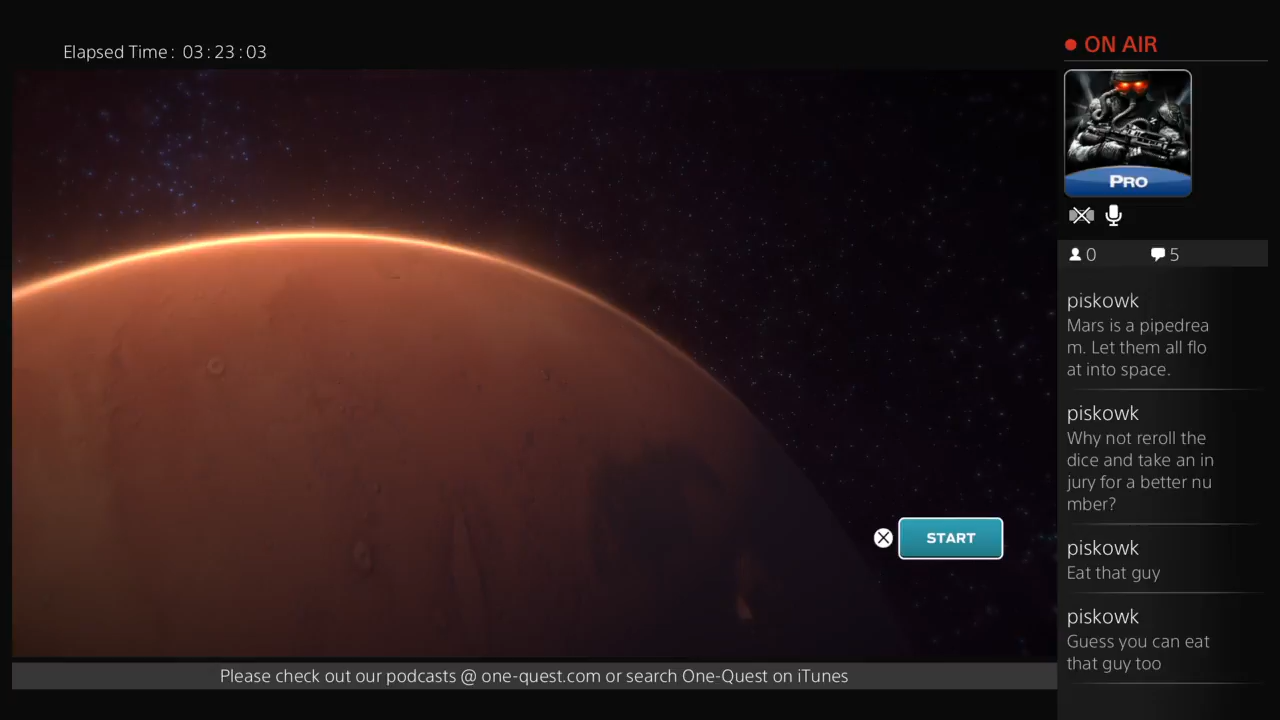 Elapsed Time: 03:23:03
ON AIR
PRO
0 5
piskowk
Mars is a pipedrea
m. Let them all flo
at into space.
piskowk
Why not reroll the
dice and take an in
jury for a better nu
mber?
piskowk
Eat that guy
piskowk
Guess you can eat
that guy too
START
Please check out our podcasts @ one-quest.com or search One-Quest on iTunes